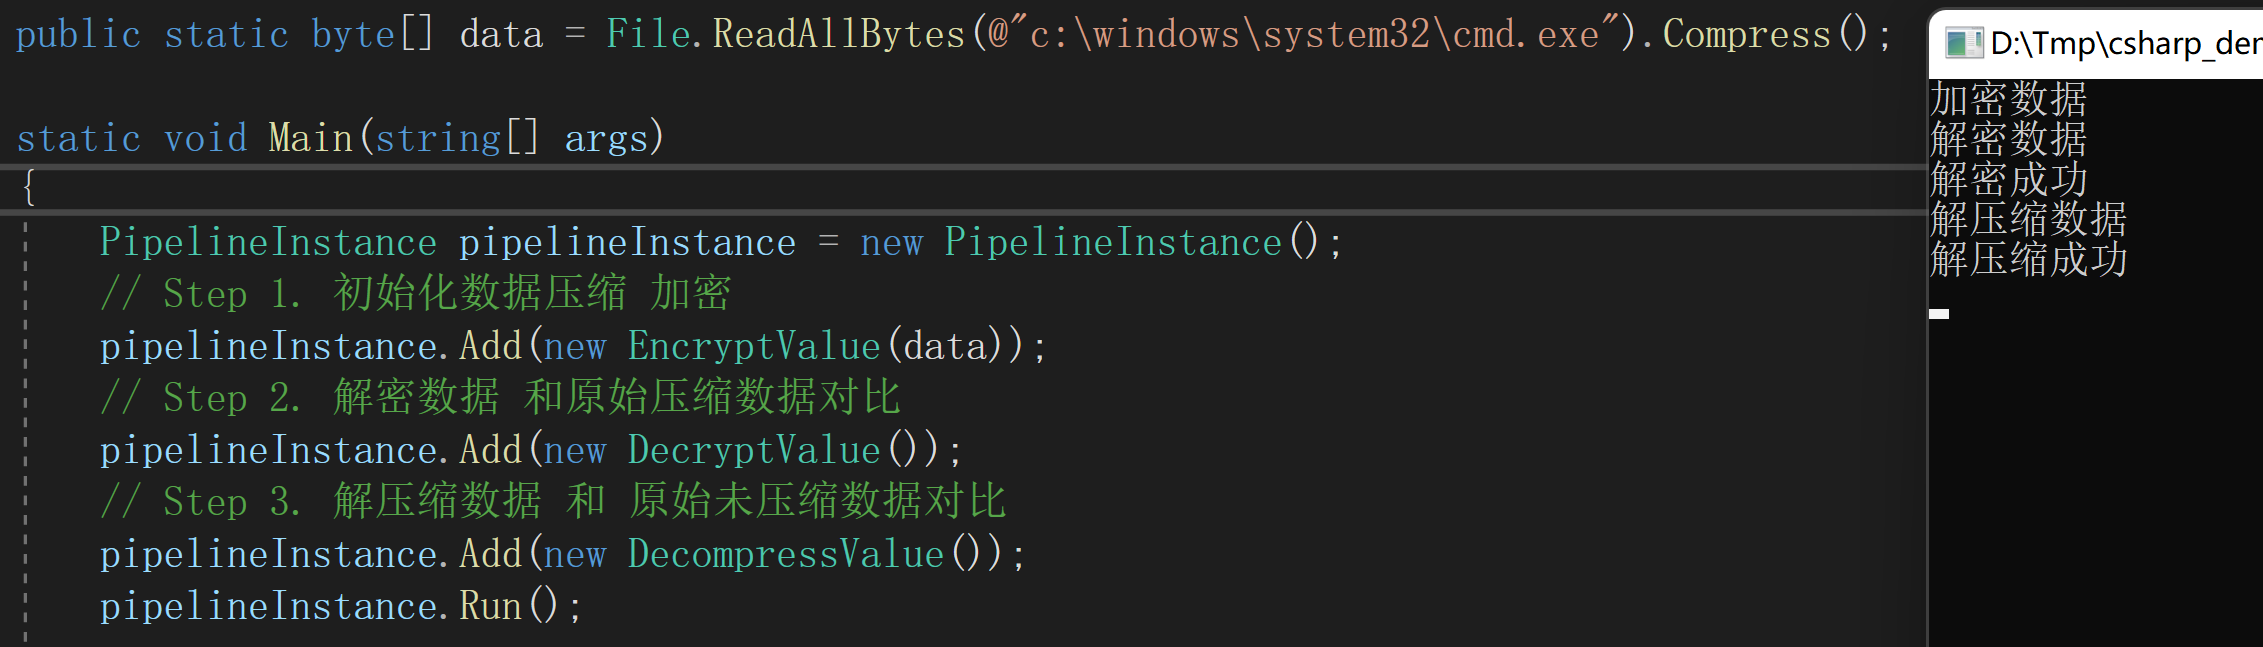 public static byte[] data = File.ReadAllBytes(@"c:\windows\system32\cmd.exe").Compress();
static void Main(string[] args)
{
PipelineInstance pipelineInstance = new PipelineInstance();
// Step 1. 初始化数据压缩 加密
pipelineInstance.Add(new EncryptValue(data));
// Step 2. 解密数据 和原始压缩数据对比
pipelineInstance.Add(new DecryptValue());
// Step 3. 解压缩数据 和 原始未压缩数据对比
pipelineInstance.Add(new DecompressValue());
pipelineInstance.Run();
D:\Tmp\csharp_der
加密数据
解密数据
解密成功
解压缩数据
解压缩成功